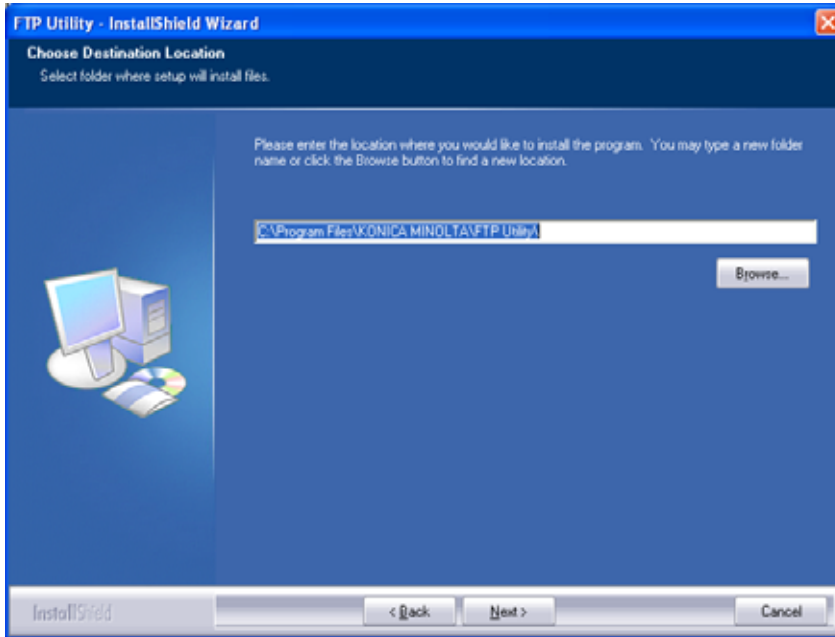 FTP Utility - InstallShield Wizard
Choose Destination Location
Select folder where setup will install files.
Please enter the location where you would like to install the program. You may type a new folder
name or click the Browse button to find a new location.
C:\Program Files\KONICA MINOLTA\FTP Utility\
Browse...
InstallShield
< Back
Next >
Cancel